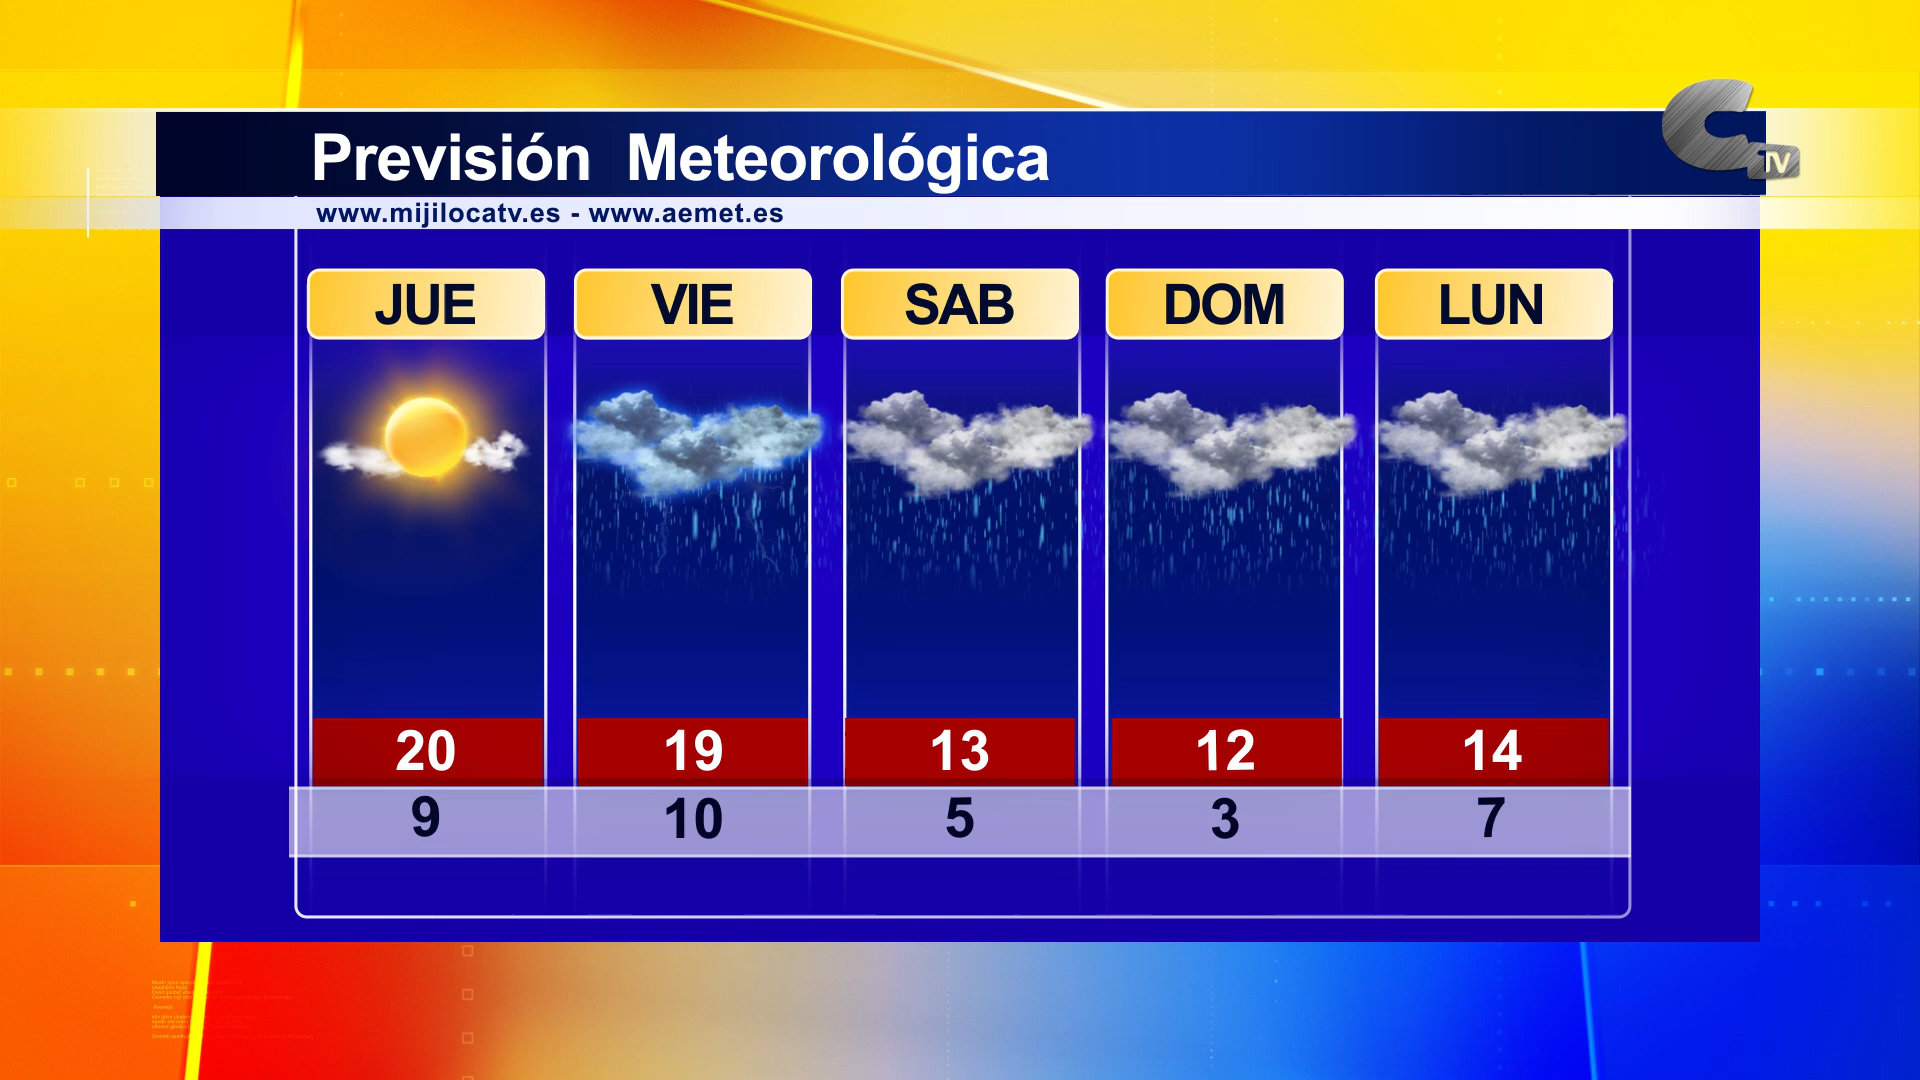 Previsión Meteorológica
www.mijilocatv.es - www.aemet.es
JUE VIE SAB DOM LUN
20 19 13 12 14
9 10 5 3 7
CTV